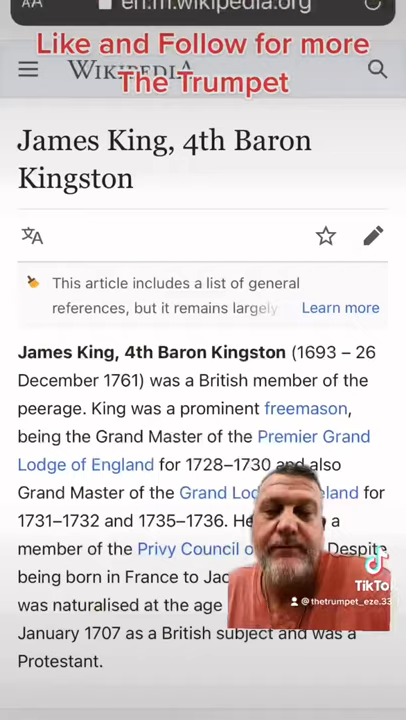 AA en.m.wikipedia.org
Like and Follow for more
WIKIPEDIA
The Trumpet
James King, 4th Baron
Kingston
This article includes a list of general
references, but it remains largely Learn more
James King, 4th Baron Kingston (1693 – 26
December 1761) was a British member of the
peerage. King was a prominent freemason,
being the Grand Master of the Premier Grand
Lodge of England for 1728–1730 and also
Grand Master of the Grand for
1731–1732 and 1735–1736. a
member of the Privy Council Despite
being born in France to
was naturalised at the age
January 1707 as a British subject and was a
Protestant.
TikTok
@thetrumpet_eze.33